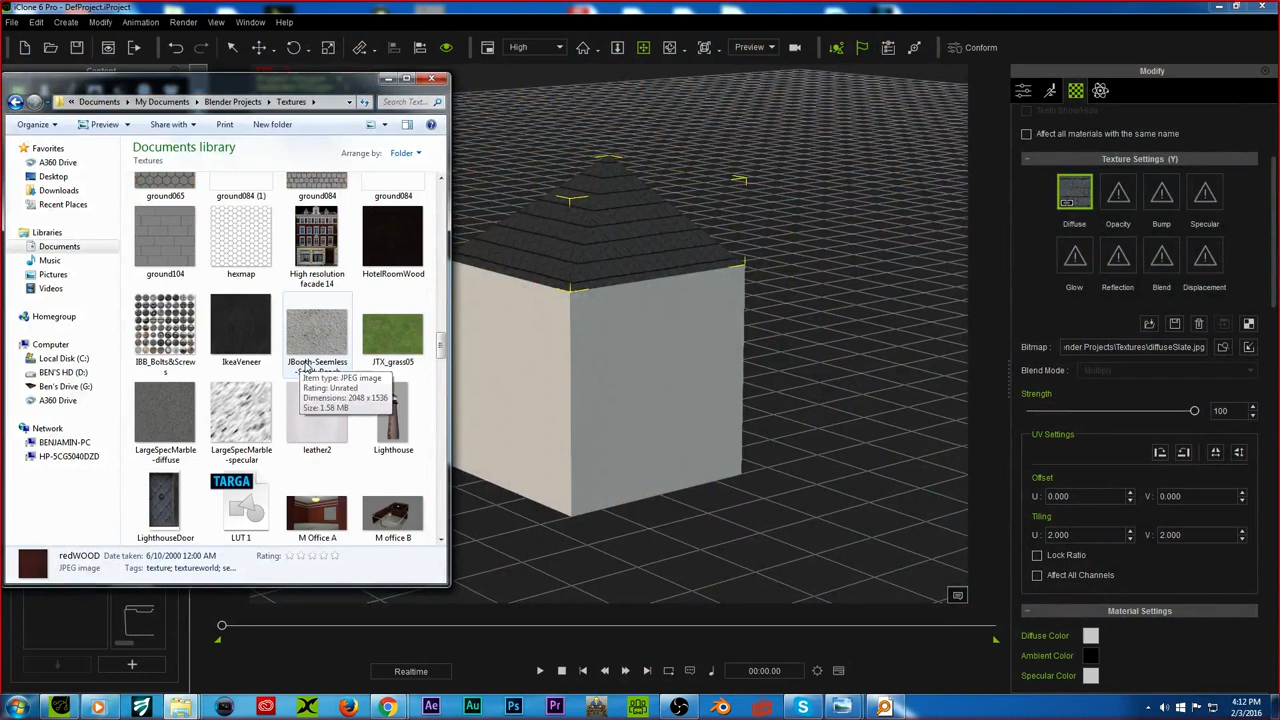 iClone 6 Pro - DefProject.iProject
File Edit Create Modify Animation Render View Window Help
High Preview Conform
Modify
Documents My Documents Blender Projects Textures Search Text...
Organize Preview Share with Print New folder
Favorites
A360 Drive
Desktop
Downloads
Recent Places
Libraries
Documents
Music
Pictures
Videos
Homegroup
Computer
Local Disk (C:)
BEN'S HD (D:)
Ben's Drive (G:)
A360 Drive
Network
BENJAMIN-PC
HP-5CG5040DZD
Documents library
Textures
Arrange by: Folder
ground065 ground084 (1) ground084 ground084
ground104 hexmap High resolution facade 14 HotelRoomWood
IBB_Bolts&Screws IkeaVeneer JBooth-Seemless JTX_grass05
Item type: JPEG image
Rating: Unrated
Dimensions: 2048 x 1536
Size: 1.58 MB
LargeSpecMarble-diffuse LargeSpecMarble-specular leather2 Lighthouse
TARGA
LighthouseDoor LUT 1 M Office A M office B
redWOOD Date taken: 6/10/2000 12:00 AM Rating:
JPEG image Tags: texture; textureworld; se...
Affect all materials with the same name
Texture Settings (Y)
Diffuse Opacity Bump Specular
Glow Reflection Blend Displacement
Bitmap: nder Projects\Textures\diffuseSlate.jpg
Blend Mode: Multiply
Strength
100
UV Settings
Offset
U: 0.000 V: 0.000
Tiling
U: 2.000 V: 2.000
Lock Ratio
Affect All Channels
Material Settings
Diffuse Color
Ambient Color
Specular Color
Realtime 00:00.00
Ae Au Ps Pr
4:12 PM
2/3/2016